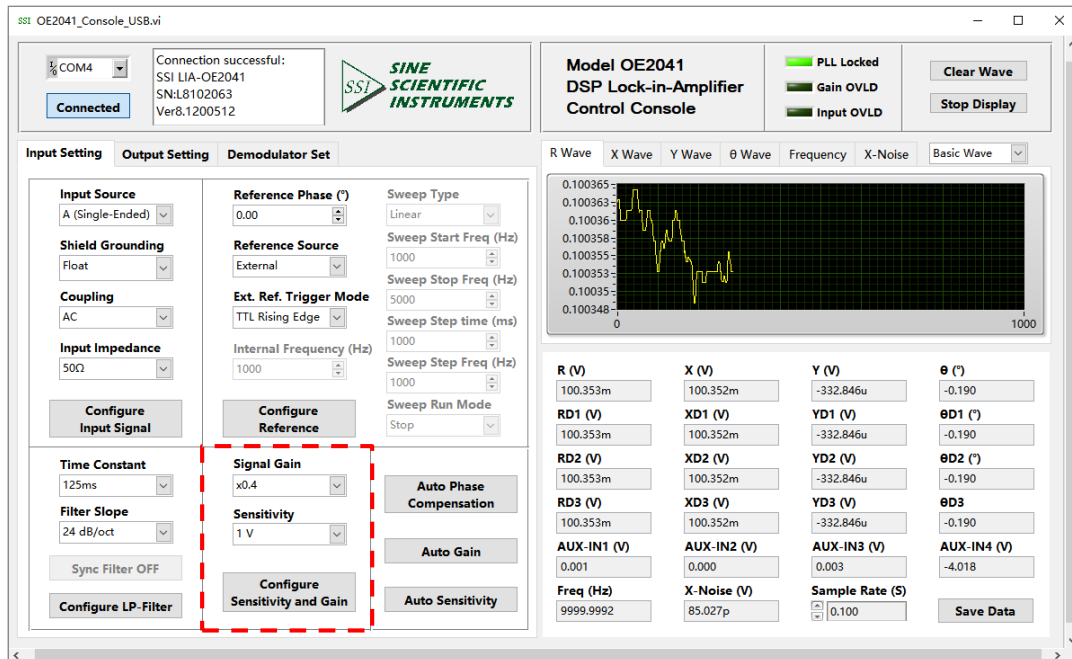 SSI OE2041_Console_USB.vi
COM4
Connected
Connection successful:
SSI LIA-OE2041
SN:L8102063
Ver8.1200512
SSI
SINE
SCIENTIFIC
INSTRUMENTS
Model OE2041
DSP Lock-in-Amplifier
Control Console
PLL Locked
Gain OVLD
Input OVLD
Clear Wave
Stop Display
Input Setting
Output Setting
Demodulator Set
Input Source
A (Single-Ended)
Shield Grounding
Float
Coupling
AC
Input Impedance
50Ω
Configure
Input Signal
Reference Phase (°)
0.00
Reference Source
External
Ext. Ref. Trigger Mode
TTL Rising Edge
Internal Frequency (Hz)
1000
Configure
Reference
Sweep Type
Linear
Sweep Start Freq (Hz)
1000
Sweep Stop Freq (Hz)
5000
Sweep Step time (ms)
1000
Sweep Step Freq (Hz)
1000
Sweep Run Mode
Stop
Time Constant
125ms
Filter Slope
24 dB/oct
Sync Filter OFF
Configure LP-Filter
Signal Gain
x0.4
Sensitivity
1 V
Configure
Sensitivity and Gain
Auto Phase
Compensation
Auto Gain
Auto Sensitivity
R Wave
X Wave
Y Wave
θ Wave
Frequency
X-Noise
Basic Wave
0.100365
0.100363
0.10036
0.100358
0.100355
0.100353
0.10035
0.100348
0
1000
R (V) X (V) Y (V) θ (°)
100.353m 100.352m -332.846u -0.190
RD1 (V) XD1 (V) YD1 (V) θD1 (°)
100.353m 100.352m -332.846u -0.190
RD2 (V) XD2 (V) YD2 (V) θD2 (°)
100.353m 100.352m -332.846u -0.190
RD3 (V) XD3 (V) YD3 (V) θD3
100.353m 100.352m -332.846u -0.190
AUX-IN1 (V) AUX-IN2 (V) AUX-IN3 (V) AUX-IN4 (V)
0.001 0.000 0.003 -4.018
Freq (Hz) X-Noise (V) Sample Rate (S)
9999.9992 85.027p 0.100 Save Data